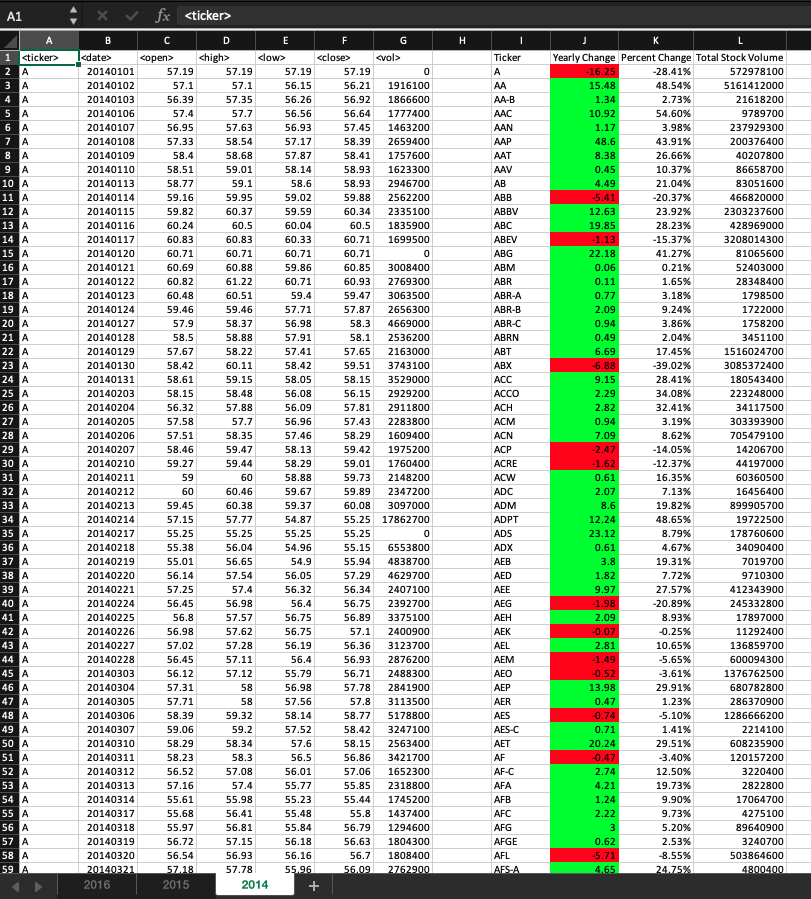 A1 fx <ticker>
A B C D E F G H I J K L
1 <ticker> <date> <open> <high> <low> <close> <vol> Ticker Yearly Change Percent Change Total Stock Volume
2 A 20140101 57.19 57.19 57.19 57.19 0 A -16.25 -28.41% 572978100
3 A 20140102 57.1 57.1 56.15 56.21 1916100 AA 15.48 48.54% 5161412000
4 A 20140103 56.39 57.35 56.26 56.92 1866600 AA-B 1.34 2.73% 21618200
5 A 20140106 57.4 57.7 56.56 56.64 1777400 AAC 10.92 54.60% 9789700
6 A 20140107 56.95 57.63 56.93 57.45 1463200 AAN 1.17 3.98% 237929300
7 A 20140108 57.33 58.54 57.17 58.39 2659400 AAP 48.6 43.91% 200376400
8 A 20140109 58.4 58.68 57.87 58.41 1757600 AAT 8.38 26.66% 40207800
9 A 20140110 58.51 59.01 58.14 58.93 1623300 AAV 0.45 10.37% 86658700
10 A 20140113 58.77 59.1 58.6 58.93 2946700 AB 4.49 21.04% 83051600
11 A 20140114 59.16 59.95 59.02 59.88 2562200 ABB -5.41 -20.37% 466820000
12 A 20140115 59.82 60.37 59.59 60.34 2335100 ABBV 12.63 23.92% 2303237600
13 A 20140116 60.24 60.5 60.04 60.5 1835900 ABC 19.85 28.23% 428969000
14 A 20140117 60.83 60.83 60.33 60.71 1699500 ABEV -1.13 -15.37% 3208014300
15 A 20140120 60.71 60.71 60.71 60.71 0 ABG 22.18 41.27% 81065600
16 A 20140121 60.69 60.88 59.86 60.85 3008400 ABM 0.06 0.21% 52403000
17 A 20140122 60.82 61.22 60.71 60.93 2769300 ABR 0.11 1.65% 28348400
18 A 20140123 60.48 60.51 59.4 59.47 3063500 ABR-A 0.77 3.18% 1798500
19 A 20140124 59.46 59.46 57.71 57.87 2656300 ABR-B 2.09 9.24% 1722000
20 A 20140127 57.9 58.37 56.98 58.3 4669000 ABR-C 0.94 3.86% 1758200
21 A 20140128 58.5 58.88 57.91 58.1 2536200 ABRN 0.49 2.04% 3451100
22 A 20140129 57.67 58.22 57.41 57.65 2163000 ABT 6.69 17.45% 1516024700
23 A 20140130 58.42 60.11 58.42 59.51 3743100 ABX -6.88 -39.02% 3085372400
24 A 20140131 58.61 59.15 58.05 58.15 3529000 ACC 9.15 28.41% 180543400
25 A 20140203 58.15 58.48 56.08 56.15 2929200 ACCO 2.29 34.08% 223248000
26 A 20140204 56.32 57.88 56.09 57.81 2911800 ACH 2.82 32.41% 34117500
27 A 20140205 57.58 57.7 56.96 57.43 2283800 ACM 0.94 3.19% 303393900
28 A 20140206 57.51 58.35 57.46 58.29 1609400 ACN 7.09 8.62% 705479100
29 A 20140207 58.46 59.47 58.13 59.42 1975200 ACP -2.47 -14.05% 14206700
30 A 20140210 59.27 59.44 58.29 59.01 1760400 ACRE -1.62 -12.37% 44197000
31 A 20140211 59 60 58.88 59.73 2148200 ACW 0.61 16.35% 60360500
32 A 20140212 60 60.46 59.67 59.89 2347200 ADC 2.07 7.13% 16456400
33 A 20140213 59.45 60.38 59.37 60.08 3097000 ADM 8.6 19.82% 899905700
34 A 20140214 57.15 57.77 54.87 55.25 17862700 ADPT 12.24 48.65% 19722500
35 A 20140217 55.25 55.25 55.25 55.25 0 ADS 23.12 8.79% 178760600
36 A 20140218 55.38 56.04 54.96 55.15 6553800 ADX 0.61 4.67% 34090400
37 A 20140219 55.01 56.65 54.9 55.94 4838700 AEB 3.8 19.31% 7019700
38 A 20140220 56.14 57.54 56.05 57.29 4629700 AED 1.82 7.72% 9710300
39 A 20140221 57.25 57.4 56.32 56.34 2407100 AEE 9.97 27.57% 412343900
40 A 20140224 56.45 56.98 56.4 56.75 2392700 AEG -1.98 -20.89% 245332800
41 A 20140225 56.8 57.57 56.75 56.89 3375100 AEH 2.09 8.93% 17897000
42 A 20140226 56.98 57.62 56.75 57.1 2400900 AEK -0.07 -0.25% 11292400
43 A 20140227 57.02 57.28 56.19 56.36 3123700 AEL 2.81 10.65% 136859700
44 A 20140228 56.45 57.11 56.4 56.93 2876200 AEM -1.49 -5.65% 600094300
45 A 20140303 56.12 57.12 55.79 56.71 2488300 AEO -0.52 -3.61% 1376762500
46 A 20140304 57.31 58 56.98 57.78 2841900 AEP 13.98 29.91% 680782800
47 A 20140305 57.71 58 57.56 57.8 3113500 AER 0.47 1.23% 286370900
48 A 20140306 58.39 59.32 58.14 58.77 5178800 AES -0.74 -5.10% 1286666200
49 A 20140307 59.06 59.2 57.52 58.42 3247100 AES-C 0.71 1.41% 2214100
50 A 20140310 58.29 58.34 57.6 58.15 2563400 AET 20.24 29.51% 608235900
51 A 20140311 58.23 58.3 56.5 56.86 3421700 AF -0.47 -3.40% 120157200
52 A 20140312 56.52 57.08 56.01 57.06 1652300 AF-C 2.74 12.50% 3220400
53 A 20140313 57.16 57.4 55.77 55.85 2318800 AFA 4.21 19.73% 2822800
54 A 20140314 55.61 55.98 55.23 55.44 1745200 AFB 1.24 9.90% 17064700
55 A 20140317 55.68 56.41 55.48 55.8 1437400 AFC 2.22 9.73% 4275100
56 A 20140318 55.97 56.81 55.84 56.79 1294600 AFG 3 5.20% 89640900
57 A 20140319 56.72 57.15 56.18 56.63 1804300 AFGE 0.62 2.53% 3240700
58 A 20140320 56.54 56.93 56.16 56.7 1808400 AFL -5.71 -8.55% 503864600
59 A 20140321 57.18 57.78 55.96 56.09 2762900 AFS-A 4.65 24.75% 4800400
2016 2015 2014 +